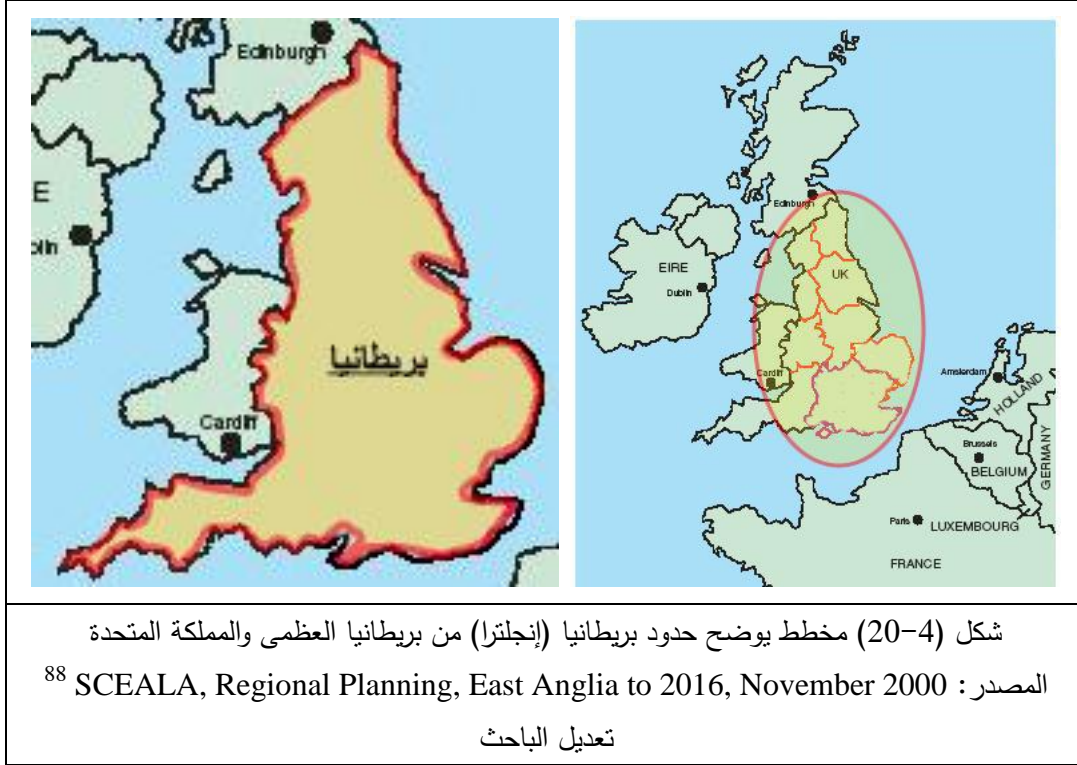 Edinburgh
E
blin
بريطانيا
Cardiff
Edinburgh
EIRE
UK
Dublin
Cardiff
Amsterdam
HOLLAND
GERMANY
Brussels
BELGIUM
Paris
LUXEMBOURG
FRANCE
شكل (4-20) مخطط يوضح حدود بريطانيا (إنجلترا) من بريطانيا العظمى والمملكة المتحدة
المصدر: SCEALA, Regional Planning, East Anglia to 2016, November 2000 88
تعديل الباحث